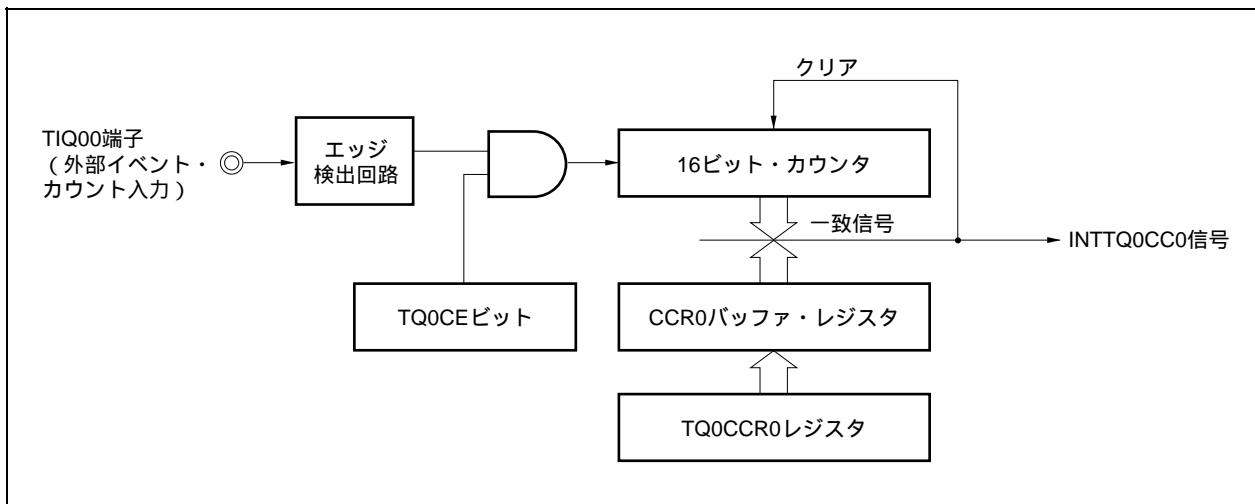 クリア
TIQ00端子
（外部イベント・
カウント入力）
エッジ
検出回路
16ビット・カウンタ
一致信号
INTTQ0CC0信号
TQ0CEビット
CCR0バッファ・レジスタ
TQ0CCR0レジスタ